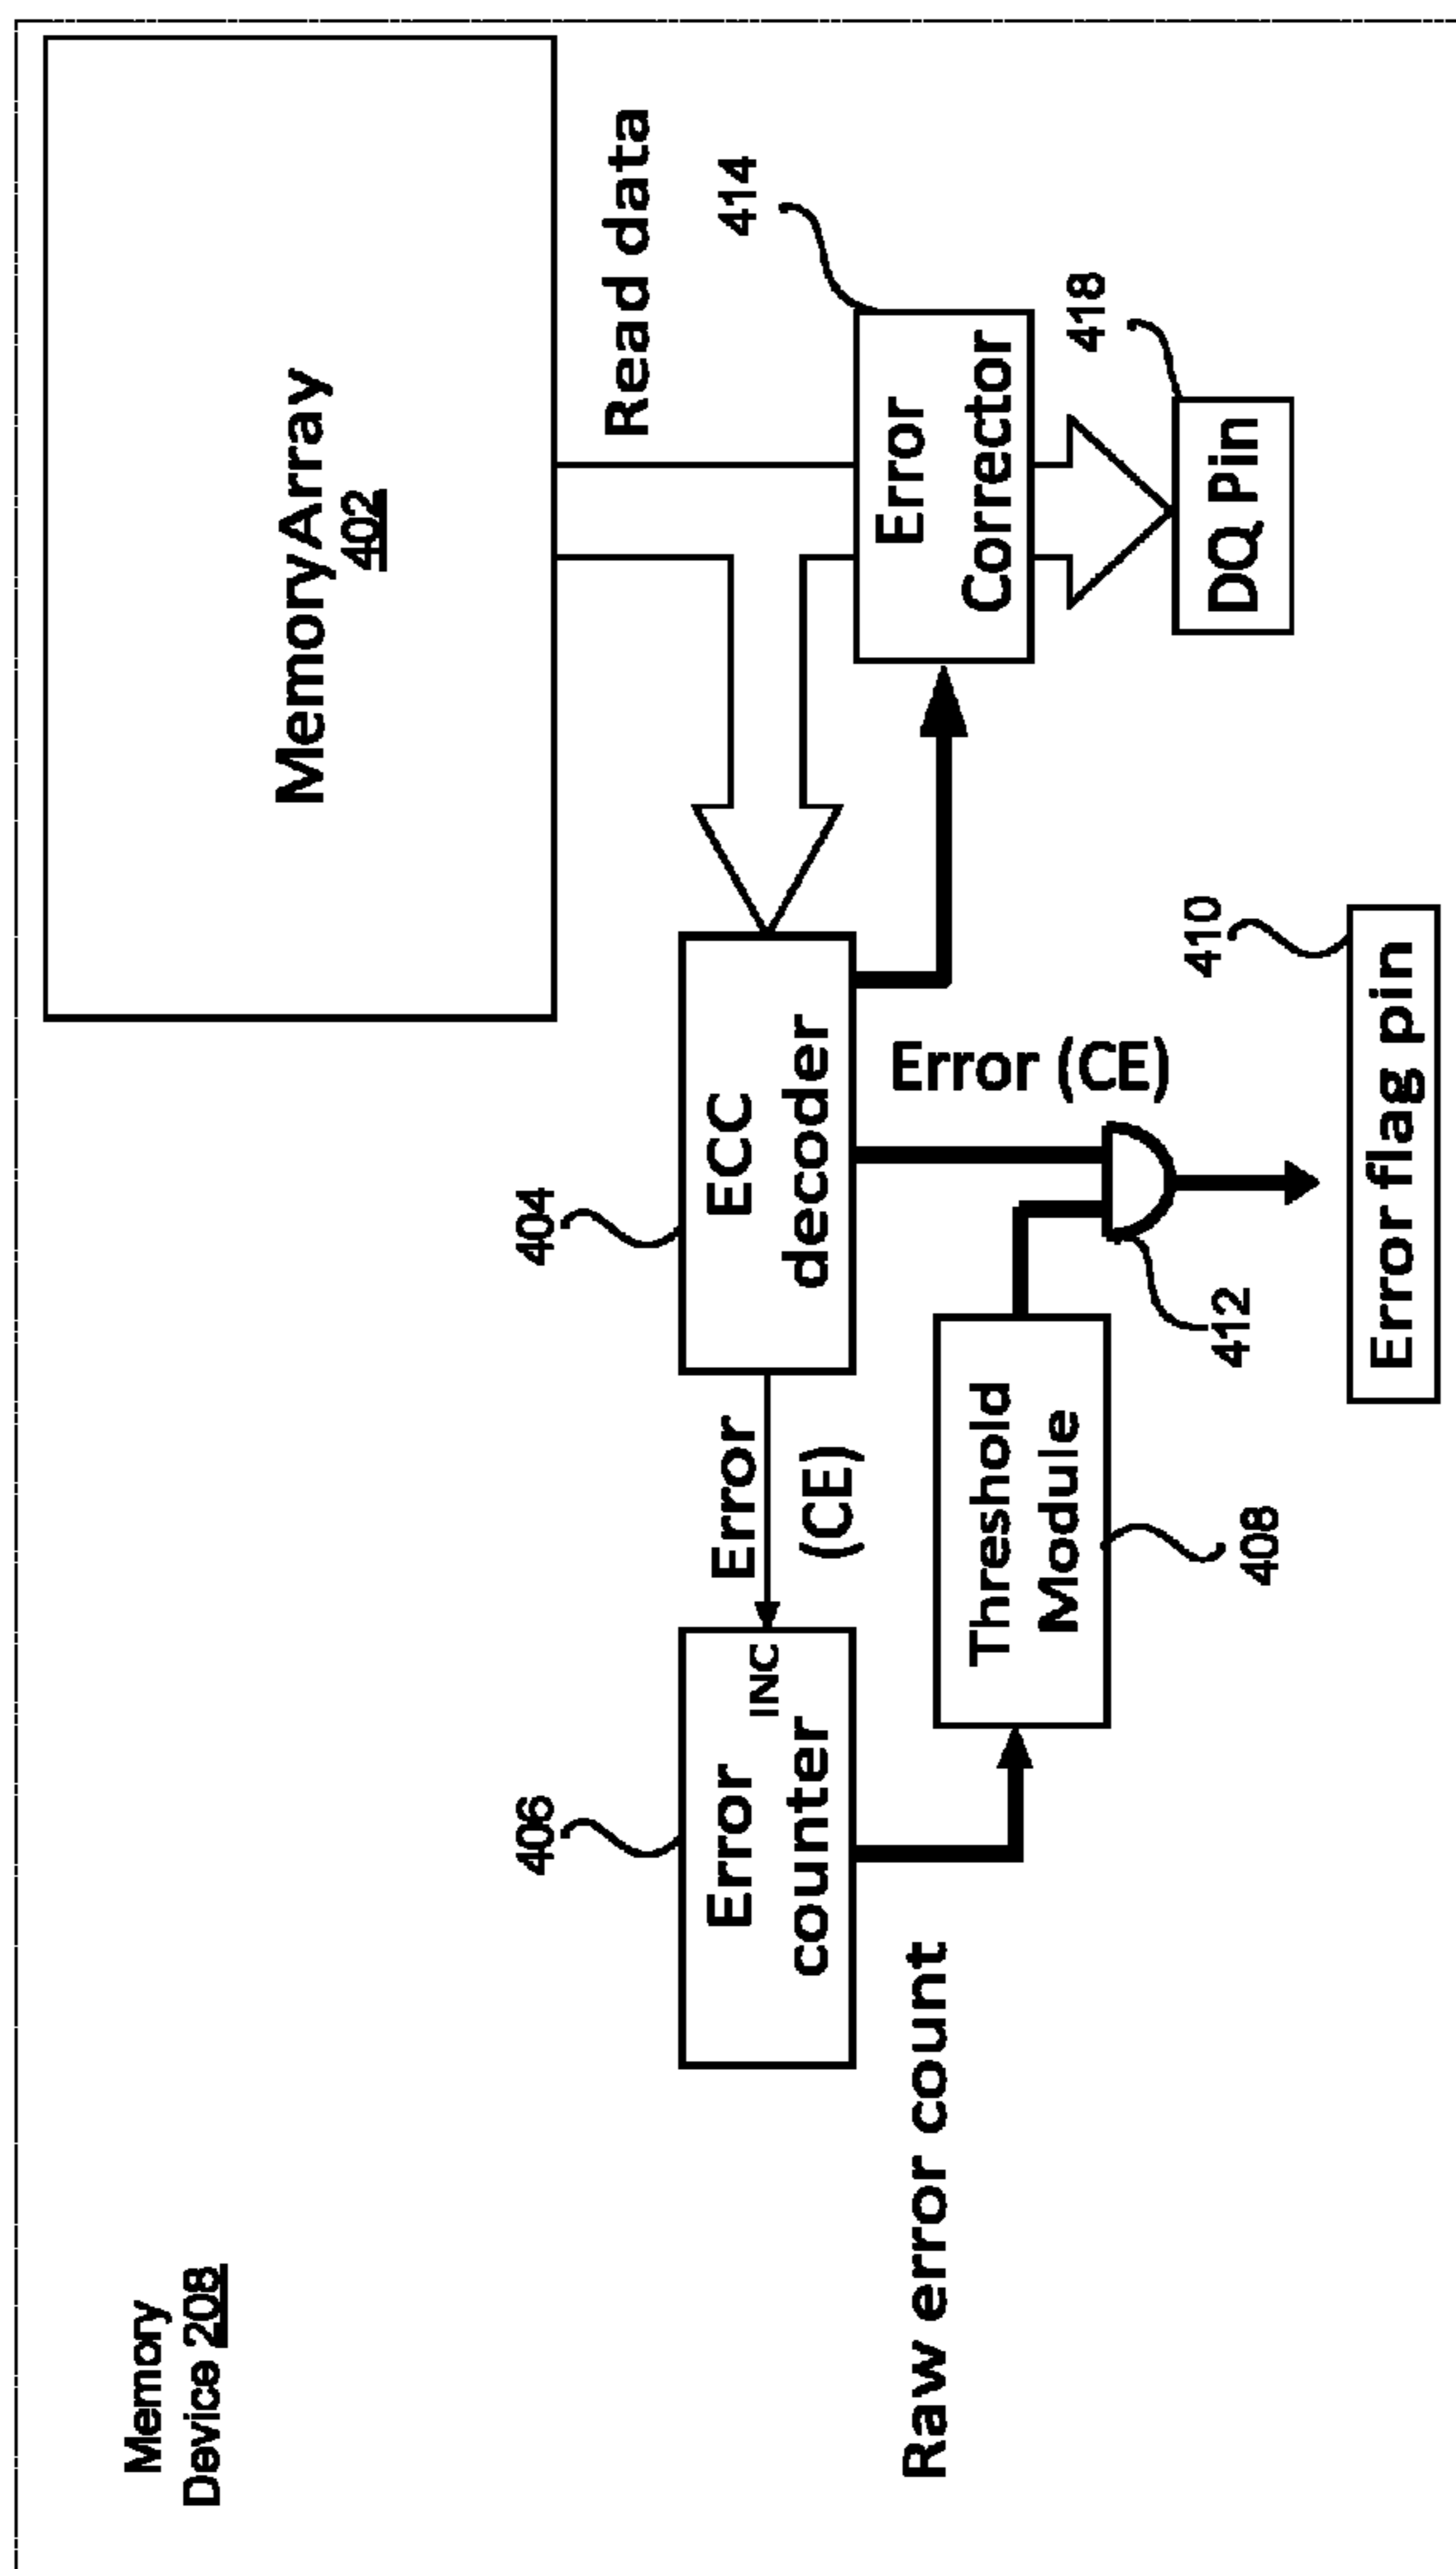 Memory
Device 208
MemoryArray
402
Read data
406
404
414
Error
counter
INC
Error
(CE)
ECC
decoder
Error
Corrector
418
Raw error count
Threshold
Module
408
Error (CE)
412
410
DQ Pin
Error flag pin